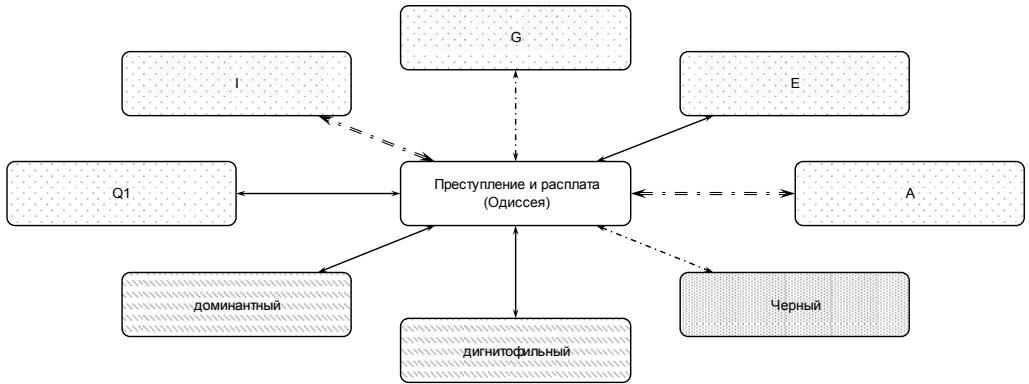 G
I
E
Преступление и расплата
(Одиссея)
Q1
A
доминантный
Черный
дигнитофильный